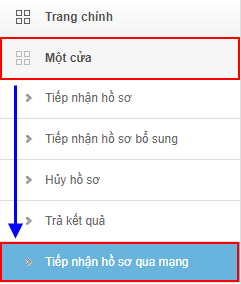 Trang chính
Một cửa
Tiếp nhận hồ sơ
Tiếp nhận hồ sơ bổ sung
Hủy hồ sơ
Trả kết quả
Tiếp nhận hồ sơ qua mạng